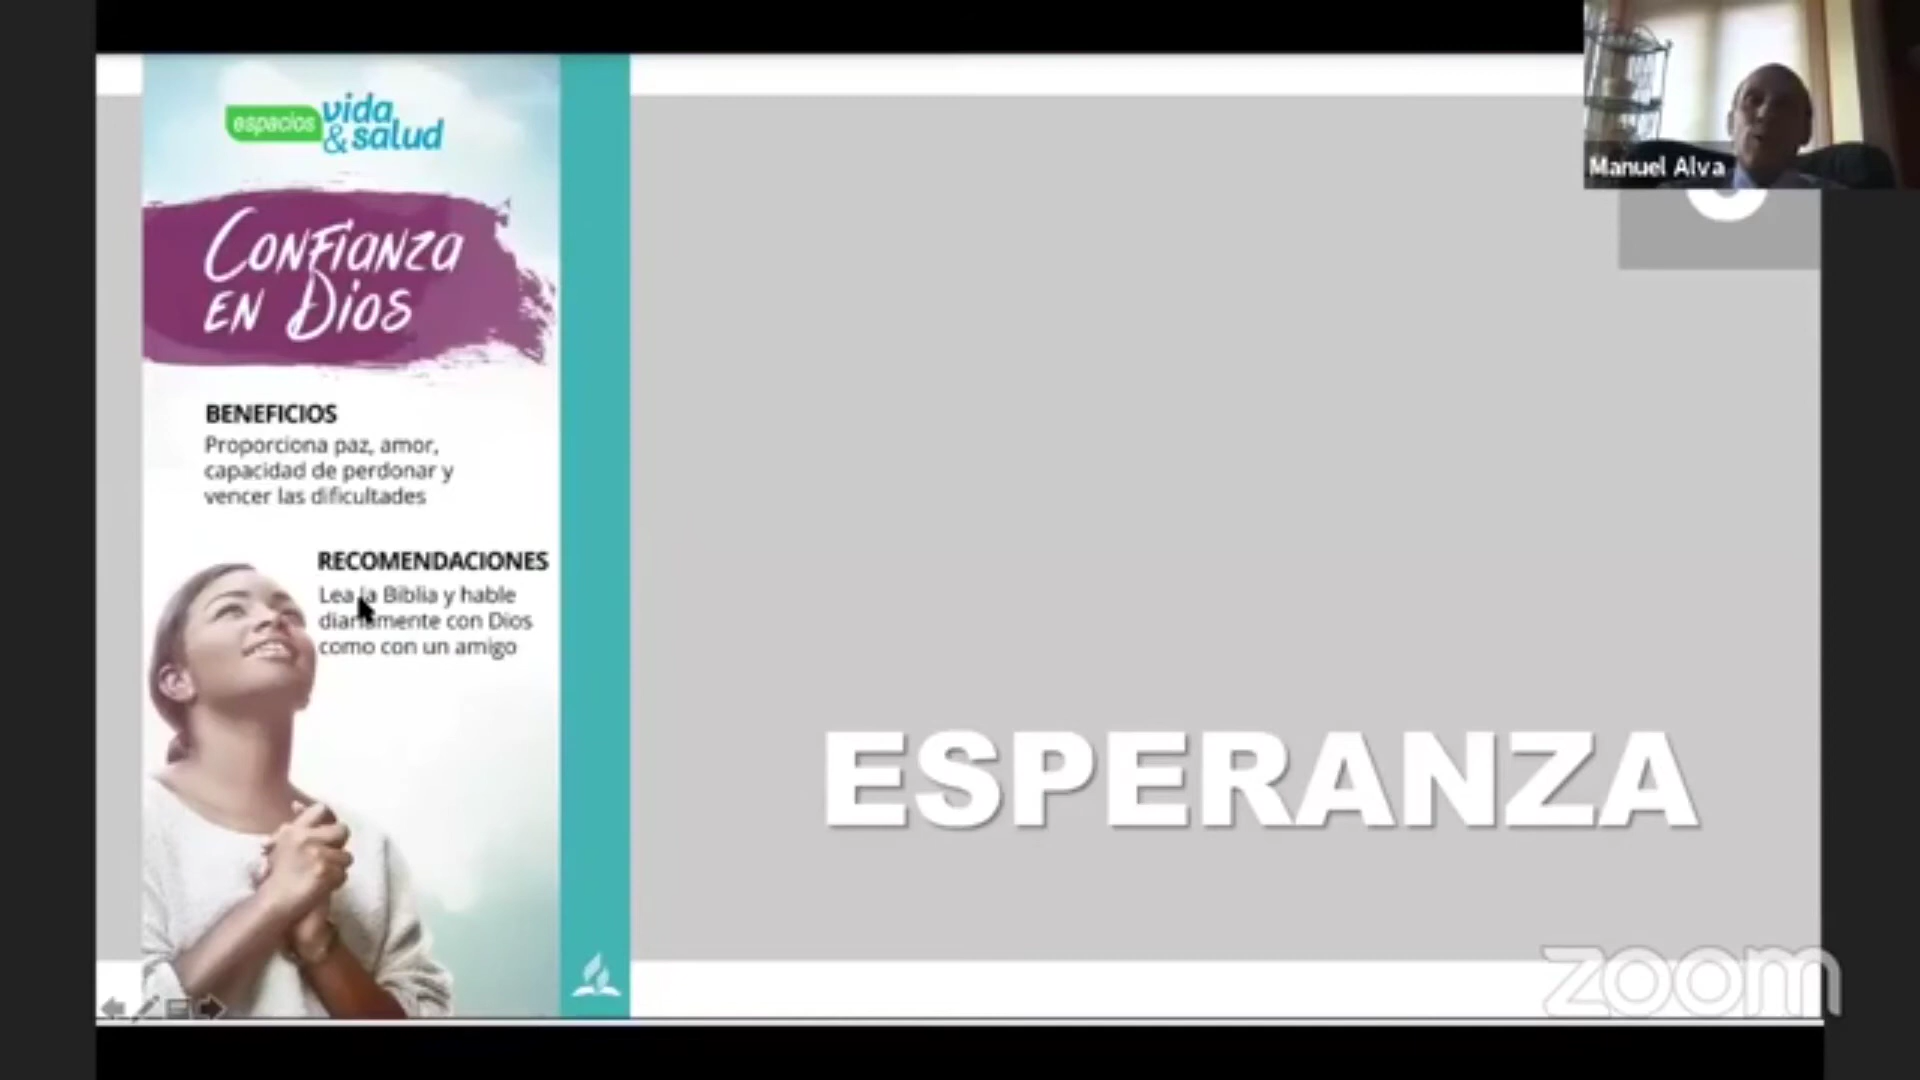 espacios vida
& salud
CONFIANZA
EN DIOS
BENEFICIOS
Proporciona paz, amor,
capacidad de perdonar y
vencer las dificultades
RECOMENDACIONES
Lea la Biblia y hable
diariamente con Dios
como con un amigo
ESPERANZA
Manuel Alva
zoom